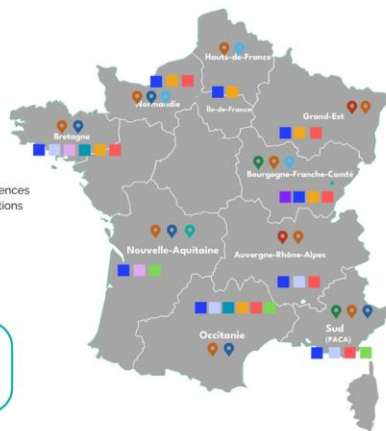 Hauts-de-France
Normandie
Île-de-France
Grand-Est
Bretagne
Bourgogne-Franche-Comté
ences
tions
Nouvelle-Aquitaine
Auvergne-Rhône-Alpes
Occitanie
Sud
(PACA)